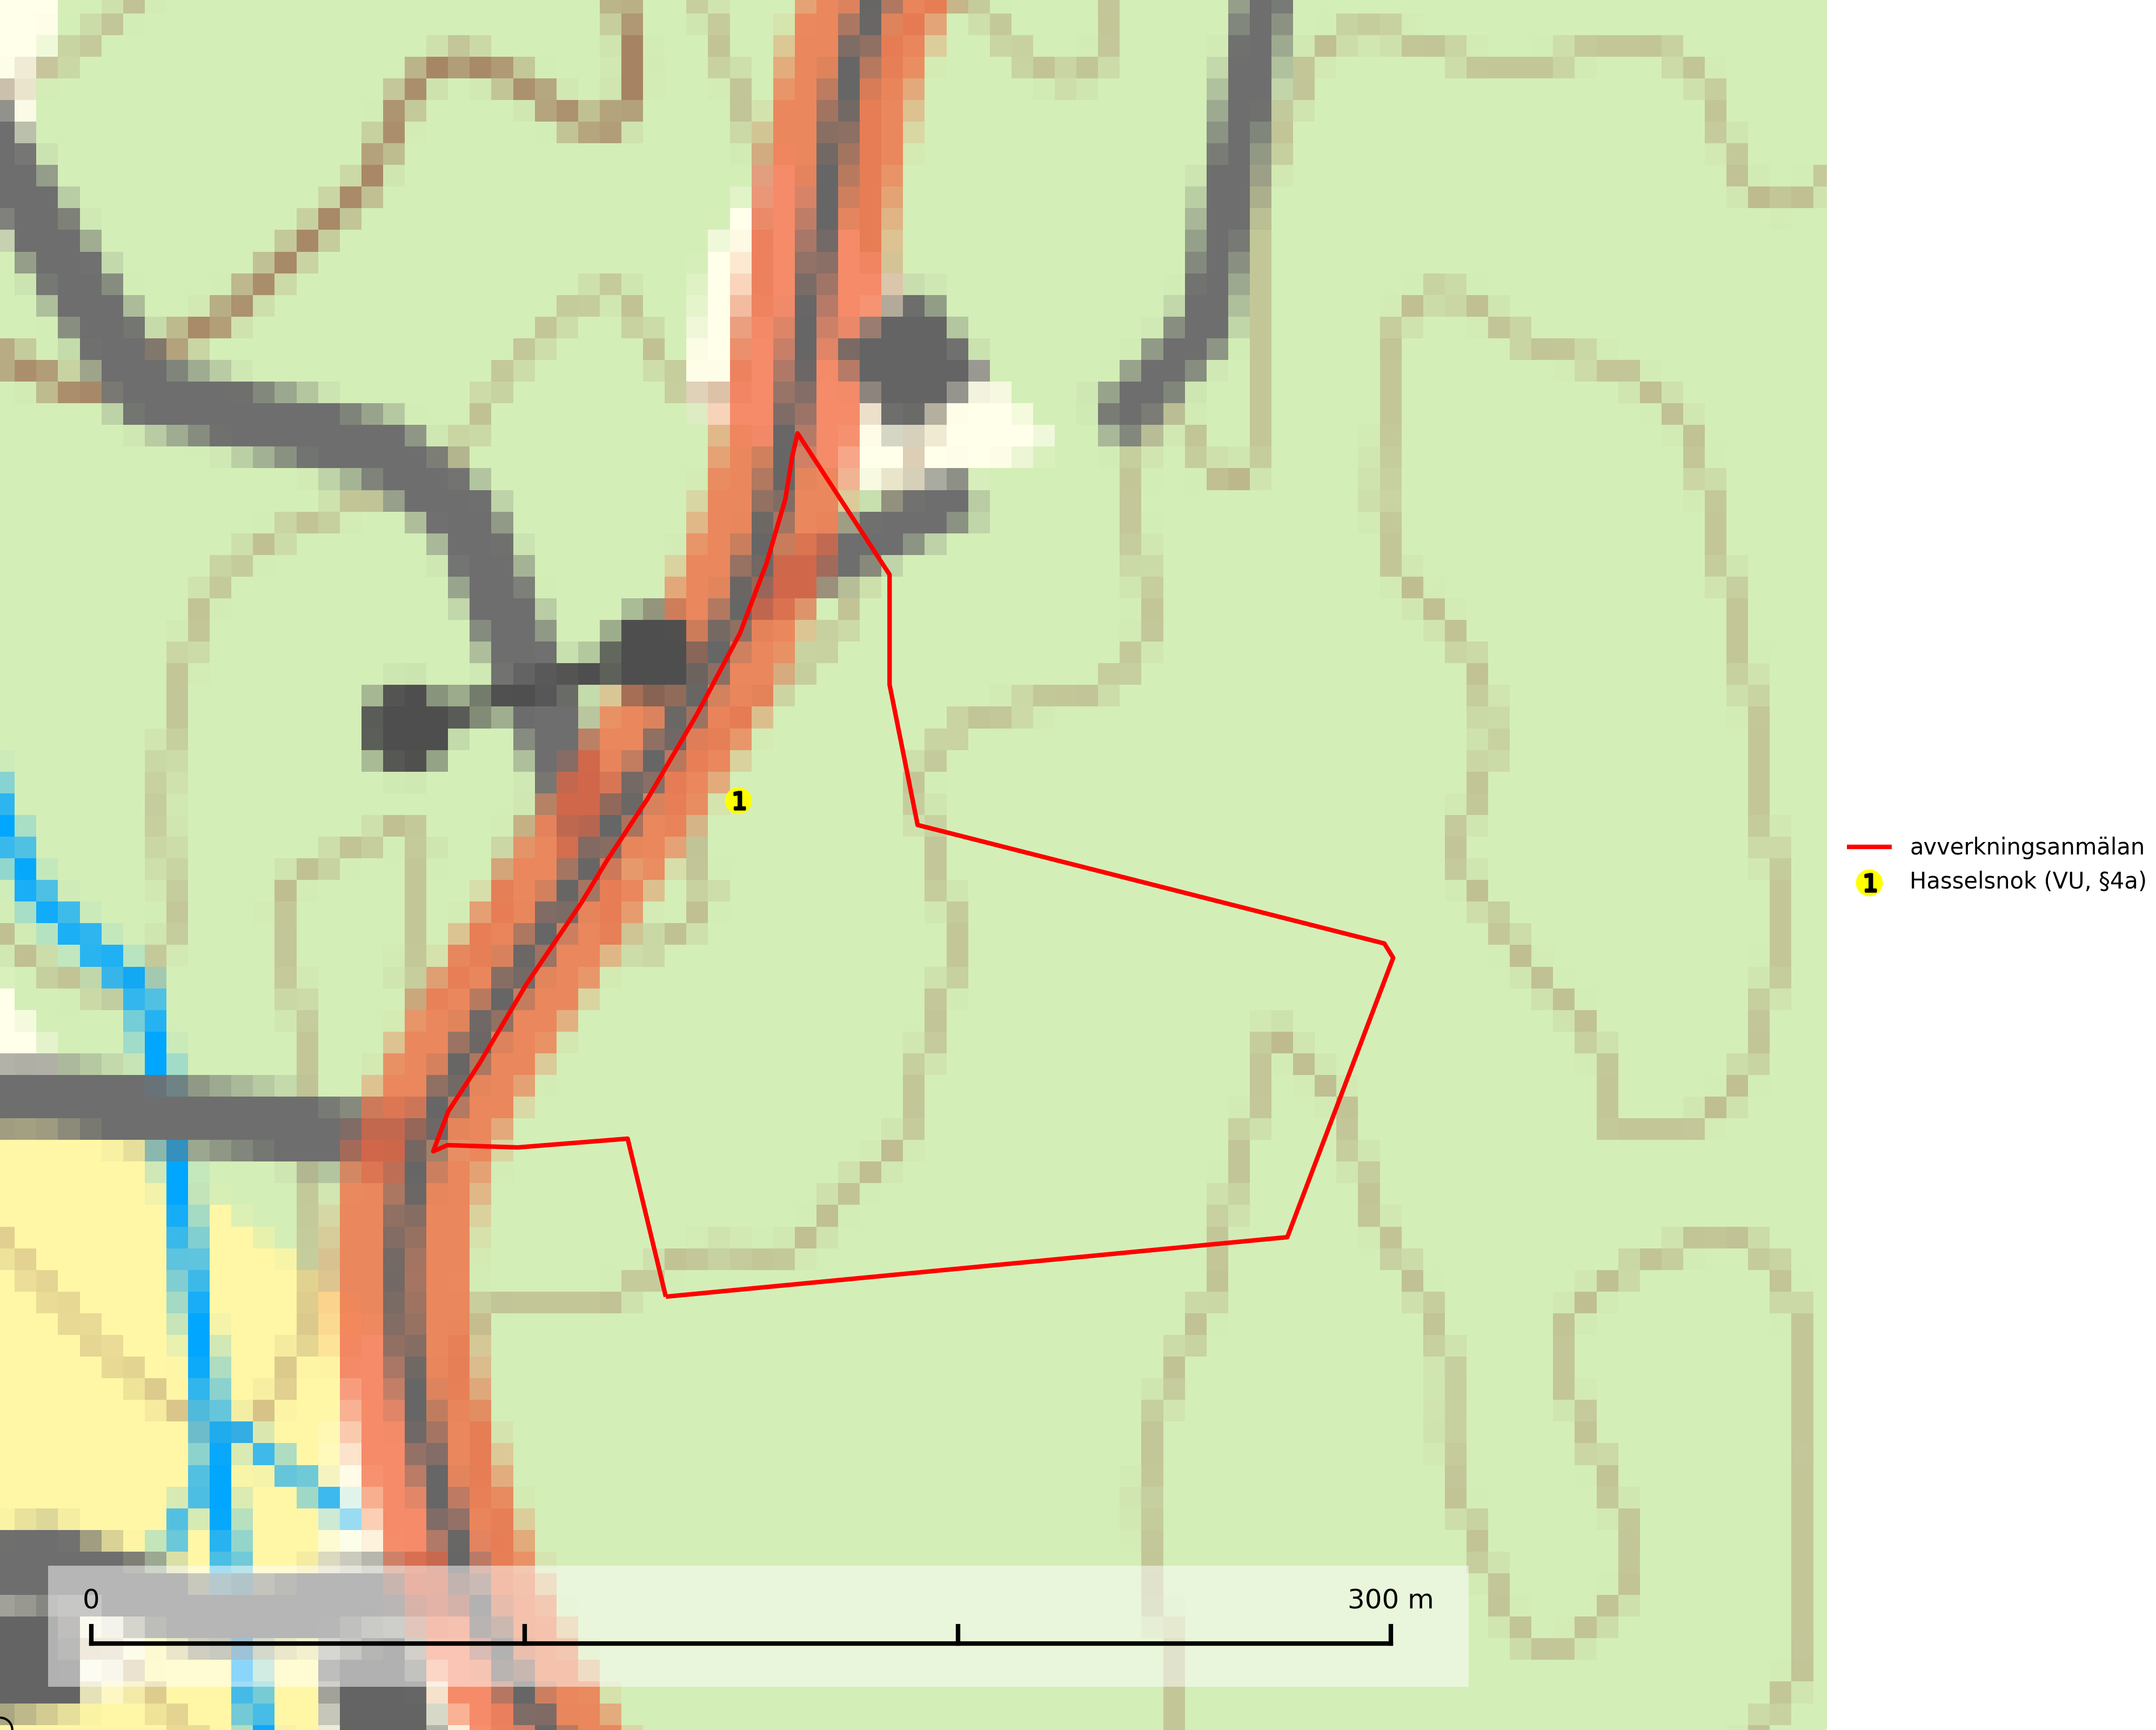 1
avverkningsanmälan
1 Hasselsnok (VU, §4a)
0 300 m